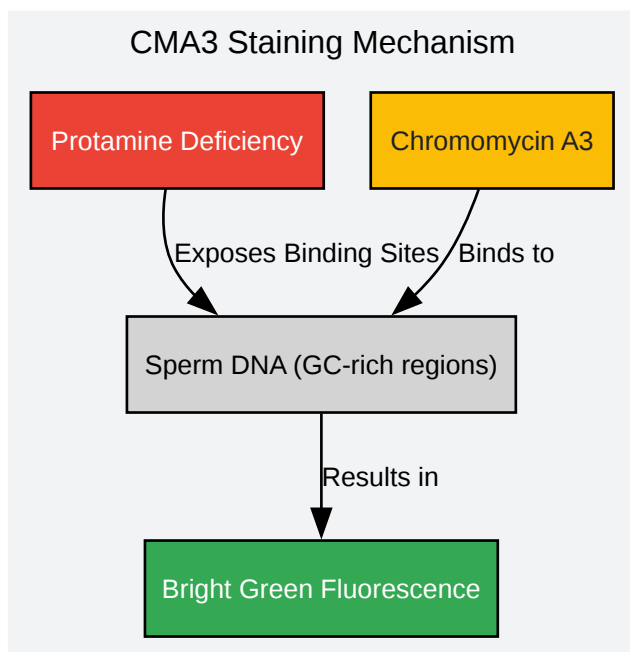 CMA3 Staining Mechanism
Protamine Deficiency
Chromomycin A3
Exposes Binding Sites
Binds to
Sperm DNA (GC-rich regions)
Results in
Bright Green Fluorescence